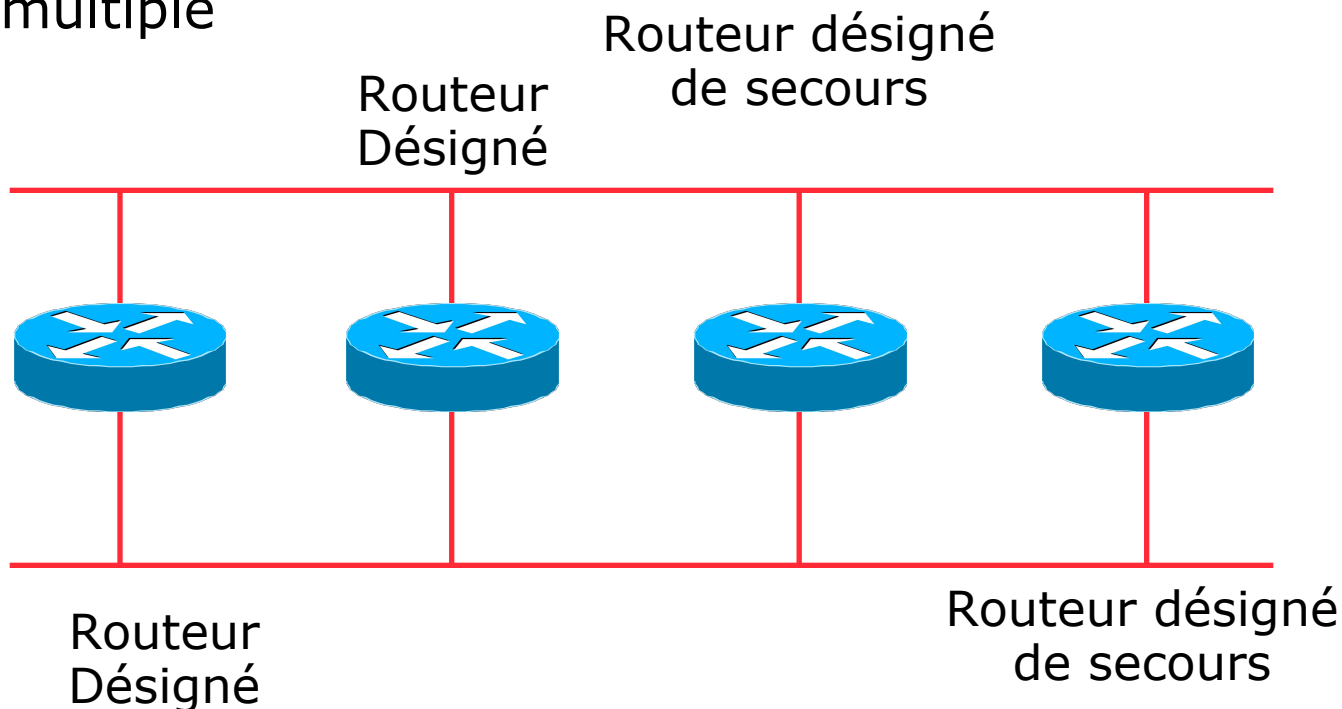 multiple
Routeur désigné
de secours
Routeur
Désigné
Routeur
Désigné
Routeur désigné
de secours